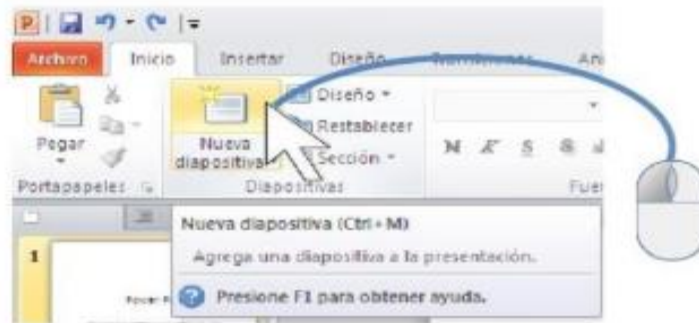 P
Archivo Inicio Insertar Diseño
Pegar
Nueva diapositiva
Diseño
Restablecer
Sección
N K S
Portapapeles
Diapositivas
Nueva diapositiva (Ctrl+M)
Agrega una diapositiva a la presentación.
Presione F1 para obtener ayuda.
1